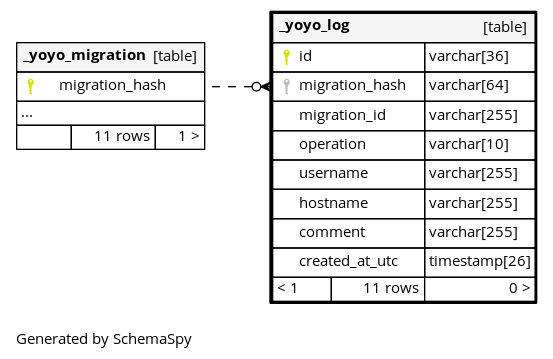 _yoyo_migration [table]
migration_hash
...
11 rows 1 >
_yoyo_log [table]
id varchar[36]
migration_hash varchar[64]
migration_id varchar[255]
operation varchar[10]
username varchar[255]
hostname varchar[255]
comment varchar[255]
created_at_utc timestamp[26]
< 1 11 rows 0 >
Generated by SchemaSpy